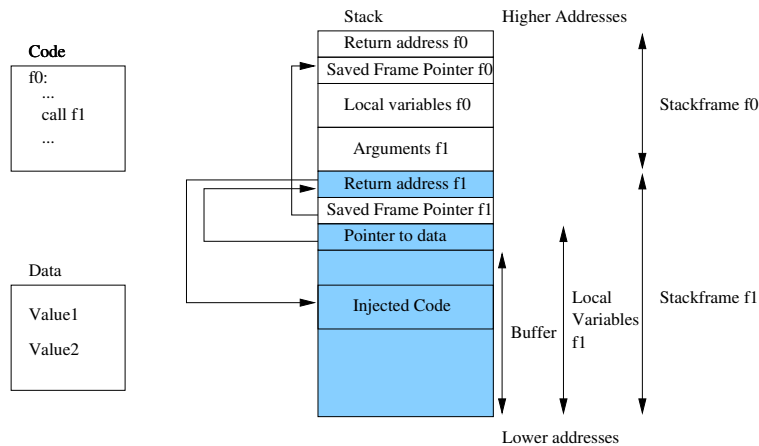 Stack
Higher Addresses
Code
f0:
...
call f1
...
Return address f0
Saved Frame Pointer f0
Local variables f0
Arguments f1
Return address f1
Saved Frame Pointer f1
Pointer to data
Injected Code
Stackframe f0
Stackframe f1
Buffer
Local
Variables
f1
Data
Value1
Value2
Lower addresses